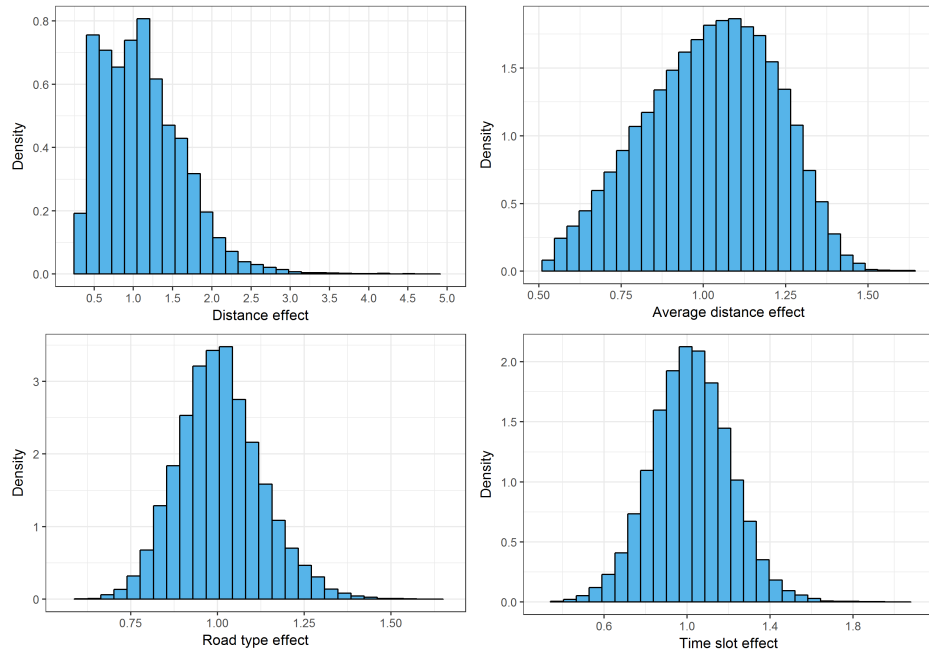 0.8
0.6
0.4
0.2
0.0
Density
0.5 1.0 1.5 2.0 2.5 3.0 3.5 4.0 4.5 5.0
Distance effect
1.5
1.0
0.5
0.0
Density
0.50 0.75 1.00 1.25 1.50
Average distance effect
3
2
1
0
Density
0.75 1.00 1.25 1.50
Road type effect
2.0
1.5
1.0
0.5
0.0
Density
0.6 1.0 1.4 1.8
Time slot effect